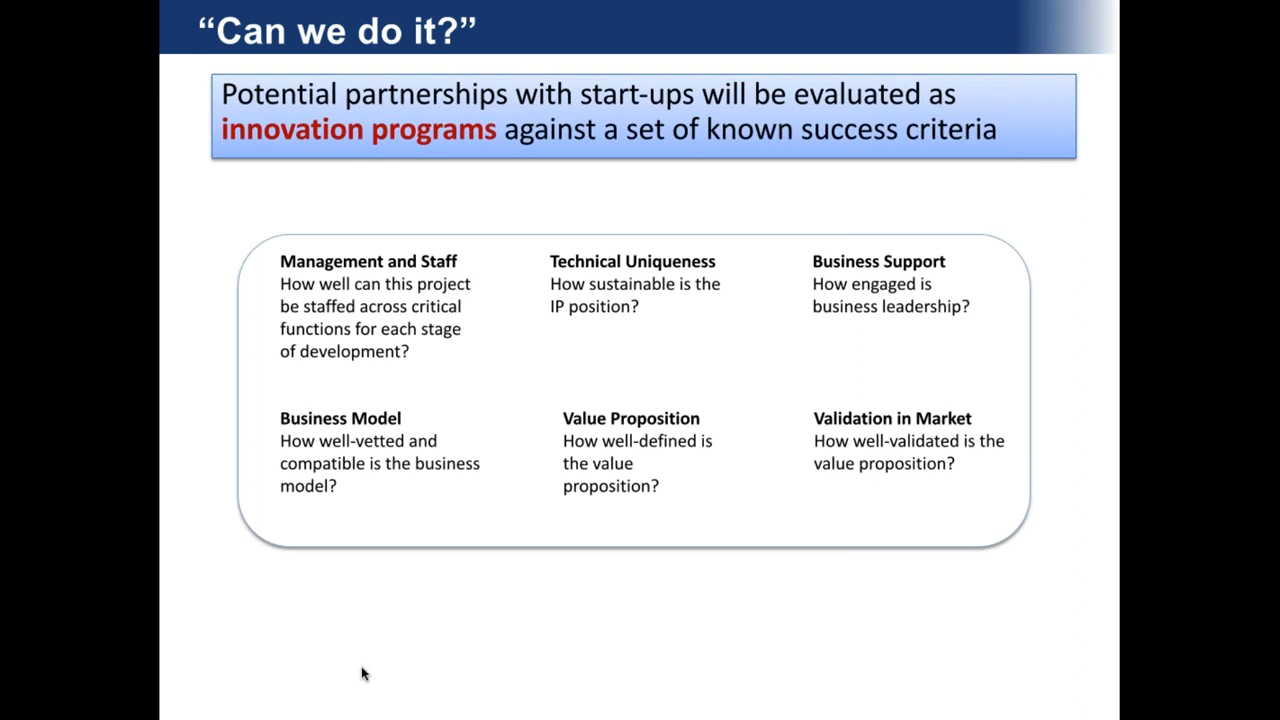 “Can we do it?”
Potential partnerships with start-ups will be evaluated as
innovation programs against a set of known success criteria
Management and Staff
How well can this project
be staffed across critical
functions for each stage
of development?
Technical Uniqueness
How sustainable is the
IP position?
Business Support
How engaged is
business leadership?
Business Model
How well-vetted and
compatible is the business
model?
Value Proposition
How well-defined is
the value
proposition?
Validation in Market
How well-validated is the
value proposition?